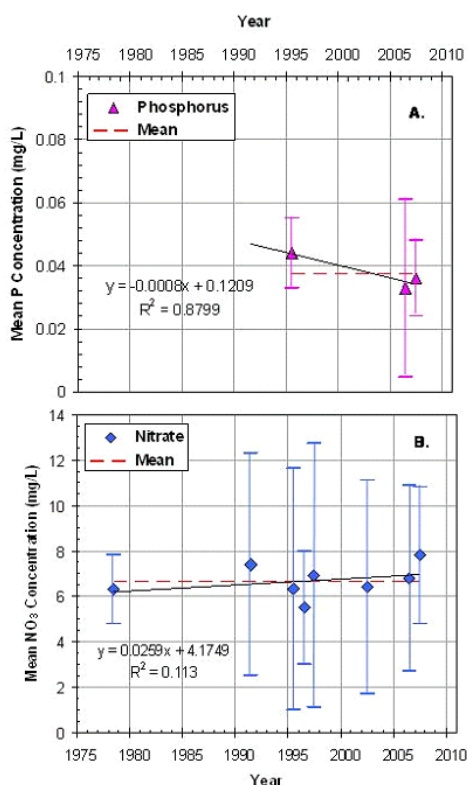 Year
1975 1980 1985 1990 1995 2000 2005 2010
Mean P Concentration (mg/L)
0.1
0.08
0.06
0.04
0.02
0
Phosphorus
Mean
A.
y = -0.0008x + 0.1209
R² = 0.8799
Mean NO₃ Concentration (mg/L)
14
12
10
8
6
4
2
0
Nitrate
Mean
B.
y = 0.0259x + 4.1749
R² = 0.113
1975 1980 1985 1990 1995 2000 2005 2010
Year